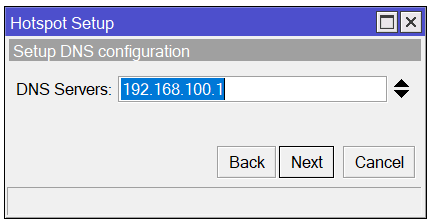 Hotspot Setup
Setup DNS configuration
DNS Servers: 192.168.100.1
Back Next Cancel